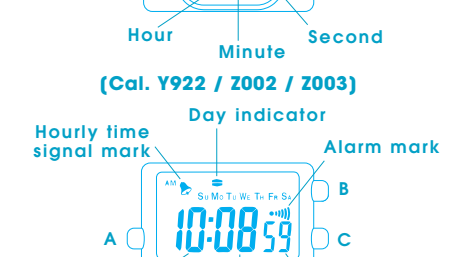 Hour
Minute
Second
(Cal. Y922 / Z002 / Z003)
Day indicator
Hourly time
signal mark
Alarm mark
AM
SU MO TU WE TH FR SA
B
10:08 59
A
C